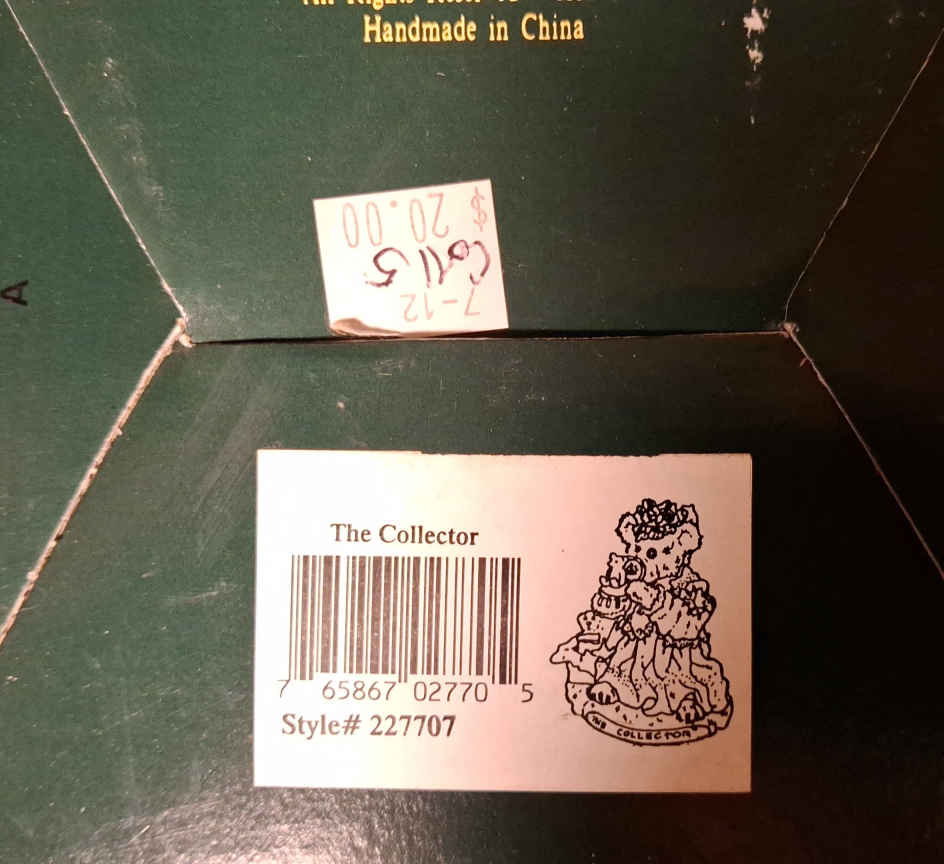 Handmade in China
$ 20.00
Coll 5
7-12
A
The Collector
7 65867 02770 5
Style# 227707
THE COLLECTOR